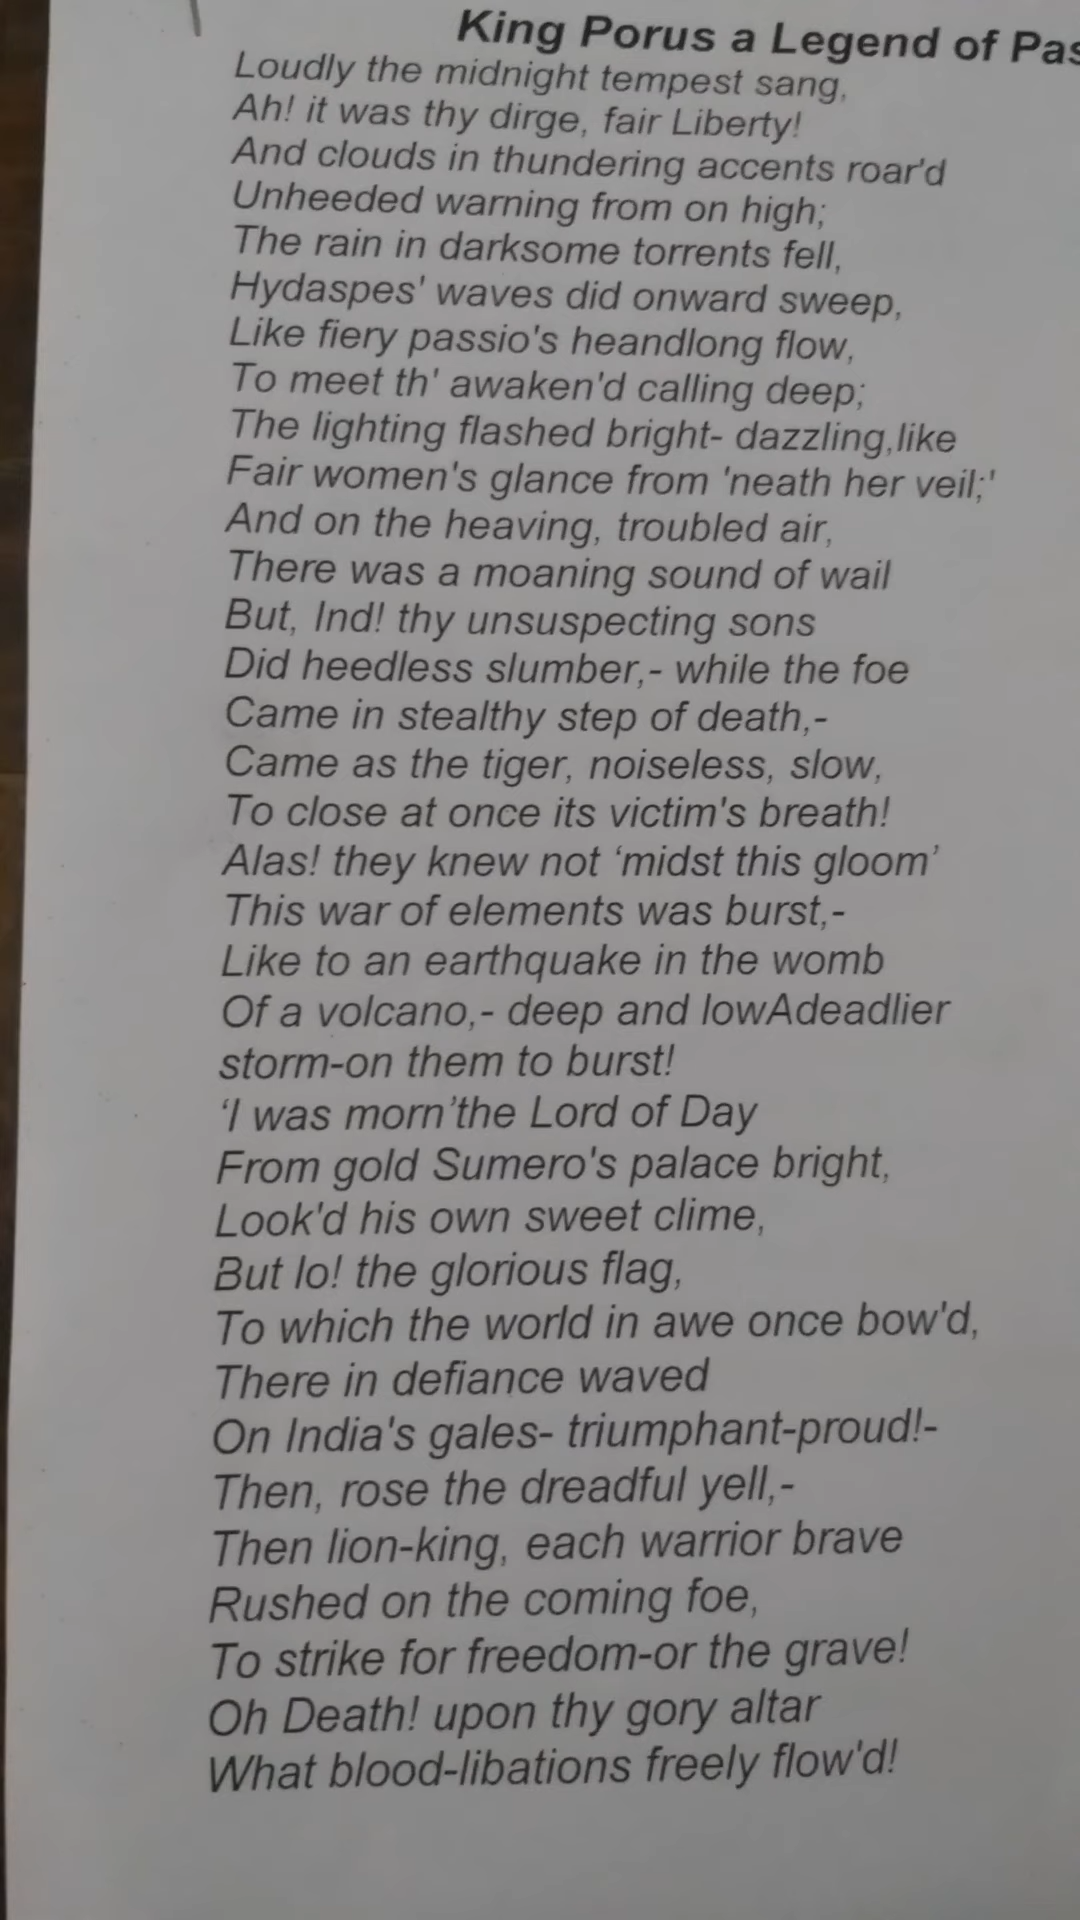 King Porus a Legend of Pas
Loudly the midnight tempest sang,
Ah! it was thy dirge, fair Liberty!
And clouds in thundering accents roar'd
Unheeded warning from on high;
The rain in darksome torrents fell,
Hydaspes' waves did onward sweep,
Like fiery passio's heandlong flow,
To meet th' awaken'd calling deep;
The lighting flashed bright- dazzling,like
Fair women's glance from 'neath her veil;'
And on the heaving, troubled air,
There was a moaning sound of wail
But, Ind! thy unsuspecting sons
Did heedless slumber,- while the foe
Came in stealthy step of death,-
Came as the tiger, noiseless, slow,
To close at once its victim's breath!
Alas! they knew not ‘midst this gloom’
This war of elements was burst,-
Like to an earthquake in the womb
Of a volcano,- deep and lowAdeadlier
storm-on them to burst!
‘I was morn’the Lord of Day
From gold Sumero's palace bright,
Look'd his own sweet clime,
But lo! the glorious flag,
To which the world in awe once bow'd,
There in defiance waved
On India's gales- triumphant-proud!-
Then, rose the dreadful yell,-
Then lion-king, each warrior brave
Rushed on the coming foe,
To strike for freedom-or the grave!
Oh Death! upon thy gory altar
What blood-libations freely flow'd!